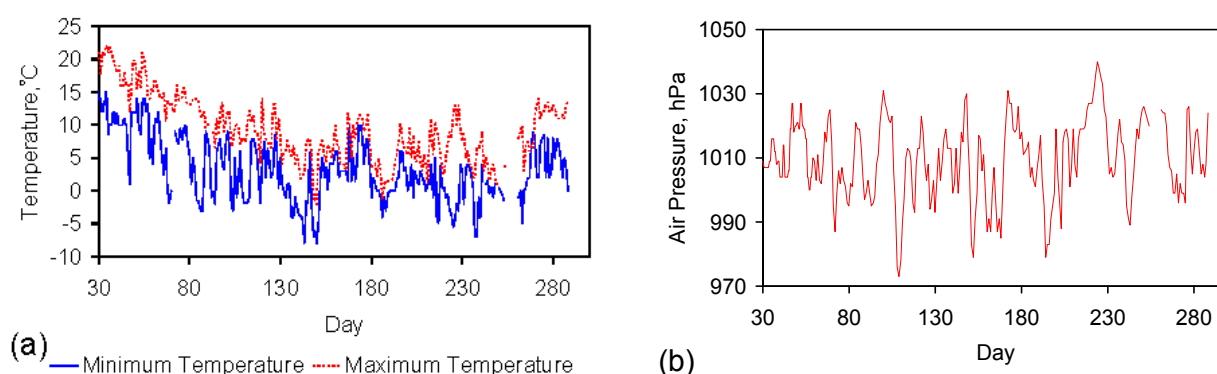 25
20
15
10
5
0
-5
-10
Temperature,°C
30 80 130 180 230 280
Day
(a)
Minimum Temperature Maximum Temperature
1050
1030
1010
990
970
Air Pressure, hPa
30 80 130 180 230 280
Day
(b)